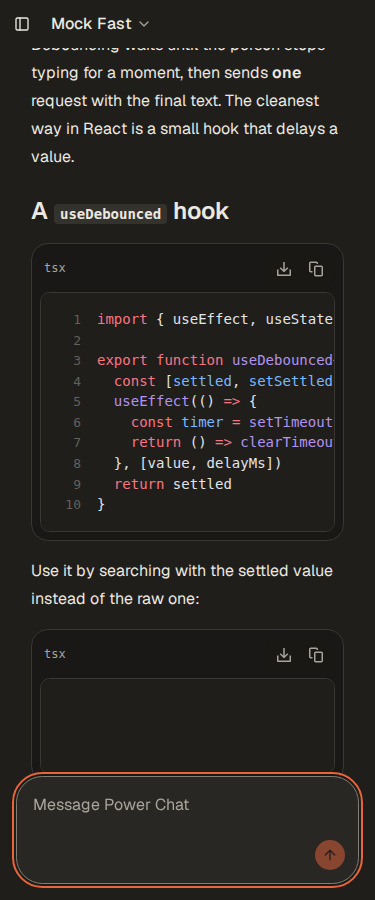 Mock Fast
Debouncing waits until the person stops
typing for a moment, then sends one
request with the final text. The cleanest
way in React is a small hook that delays a
value.
A useDebounced hook
tsx
1 import { useEffect, useState
2
3 export function useDebounced
4   const [settled, setSettled
5   useEffect(() => {
6     const timer = setTimeout
7     return () => clearTimeou
8   }, [value, delayMs])
9   return settled
10 }
Use it by searching with the settled value
instead of the raw one:
tsx
Message Power Chat